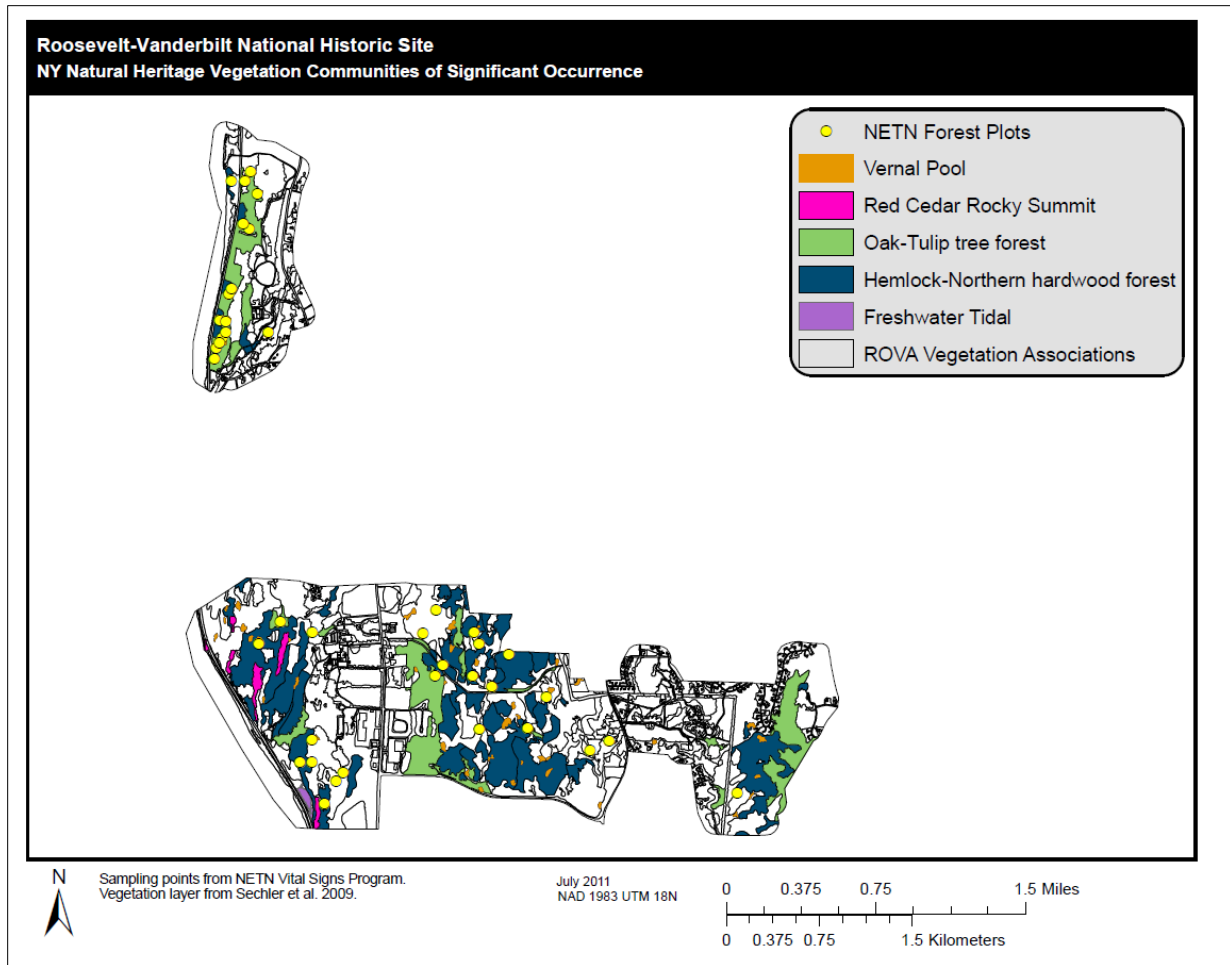 Roosevelt-Vanderbilt National Historic Site
NY Natural Heritage Vegetation Communities of Significant Occurrence
NETN Forest Plots
Vernal Pool
Red Cedar Rocky Summit
Oak-Tulip tree forest
Hemlock-Northern hardwood forest
Freshwater Tidal
ROVA Vegetation Associations
N
Sampling points from NETN Vital Signs Program.
Vegetation layer from Sechler et al. 2009.
July 2011
NAD 1983 UTM 18N
0 0.375 0.75 1.5 Miles
0 0.375 0.75 1.5 Kilometers